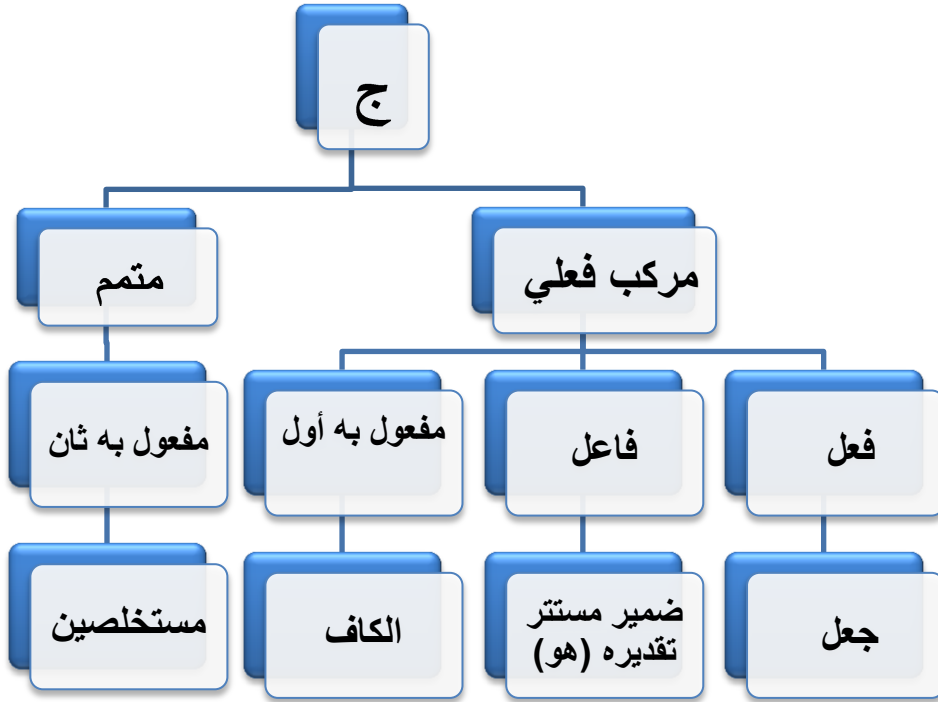 ج
مركب فعلي
متمم
فعل
فاعل
مفعول به أول
مفعول به ثان
جعل
ضمير مستتر
تقديره (هو)
الكاف
مستخلصين